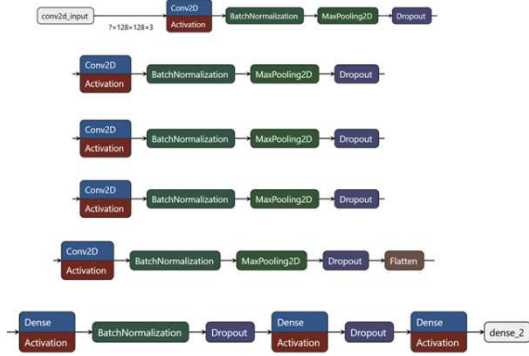 conv2d_input ?×128×128×3 Conv2D Activation BatchNormalization MaxPooling2D Dropout
Conv2D Activation BatchNormalization MaxPooling2D Dropout
Conv2D Activation BatchNormalization MaxPooling2D Dropout
Conv2D Activation BatchNormalization MaxPooling2D Dropout
Conv2D Activation BatchNormalization MaxPooling2D Dropout Flatten
Dense Activation BatchNormalization Dropout Dense Activation Dropout Dense Activation dense_2